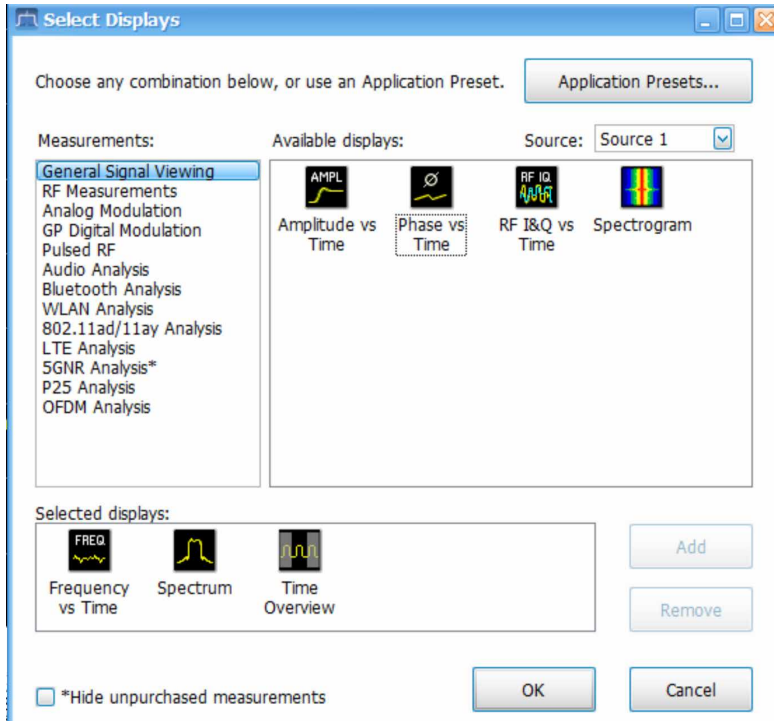 Select Displays
Choose any combination below, or use an Application Preset.
Application Presets...
Measurements:
Available displays:
Source:
Source 1
General Signal Viewing
RF Measurements
Analog Modulation
GP Digital Modulation
Pulsed RF
Audio Analysis
Bluetooth Analysis
WLAN Analysis
802.11ad/11ay Analysis
LTE Analysis
5GNR Analysis*
P25 Analysis
OFDM Analysis
AMPL
Amplitude vs
Time
Ø
Phase vs
Time
RF IQ
RF I&Q vs
Time
Spectrogram
Selected displays:
FREQ
Frequency
vs Time
Spectrum
Time
Overview
Add
Remove
*Hide unpurchased measurements
OK
Cancel